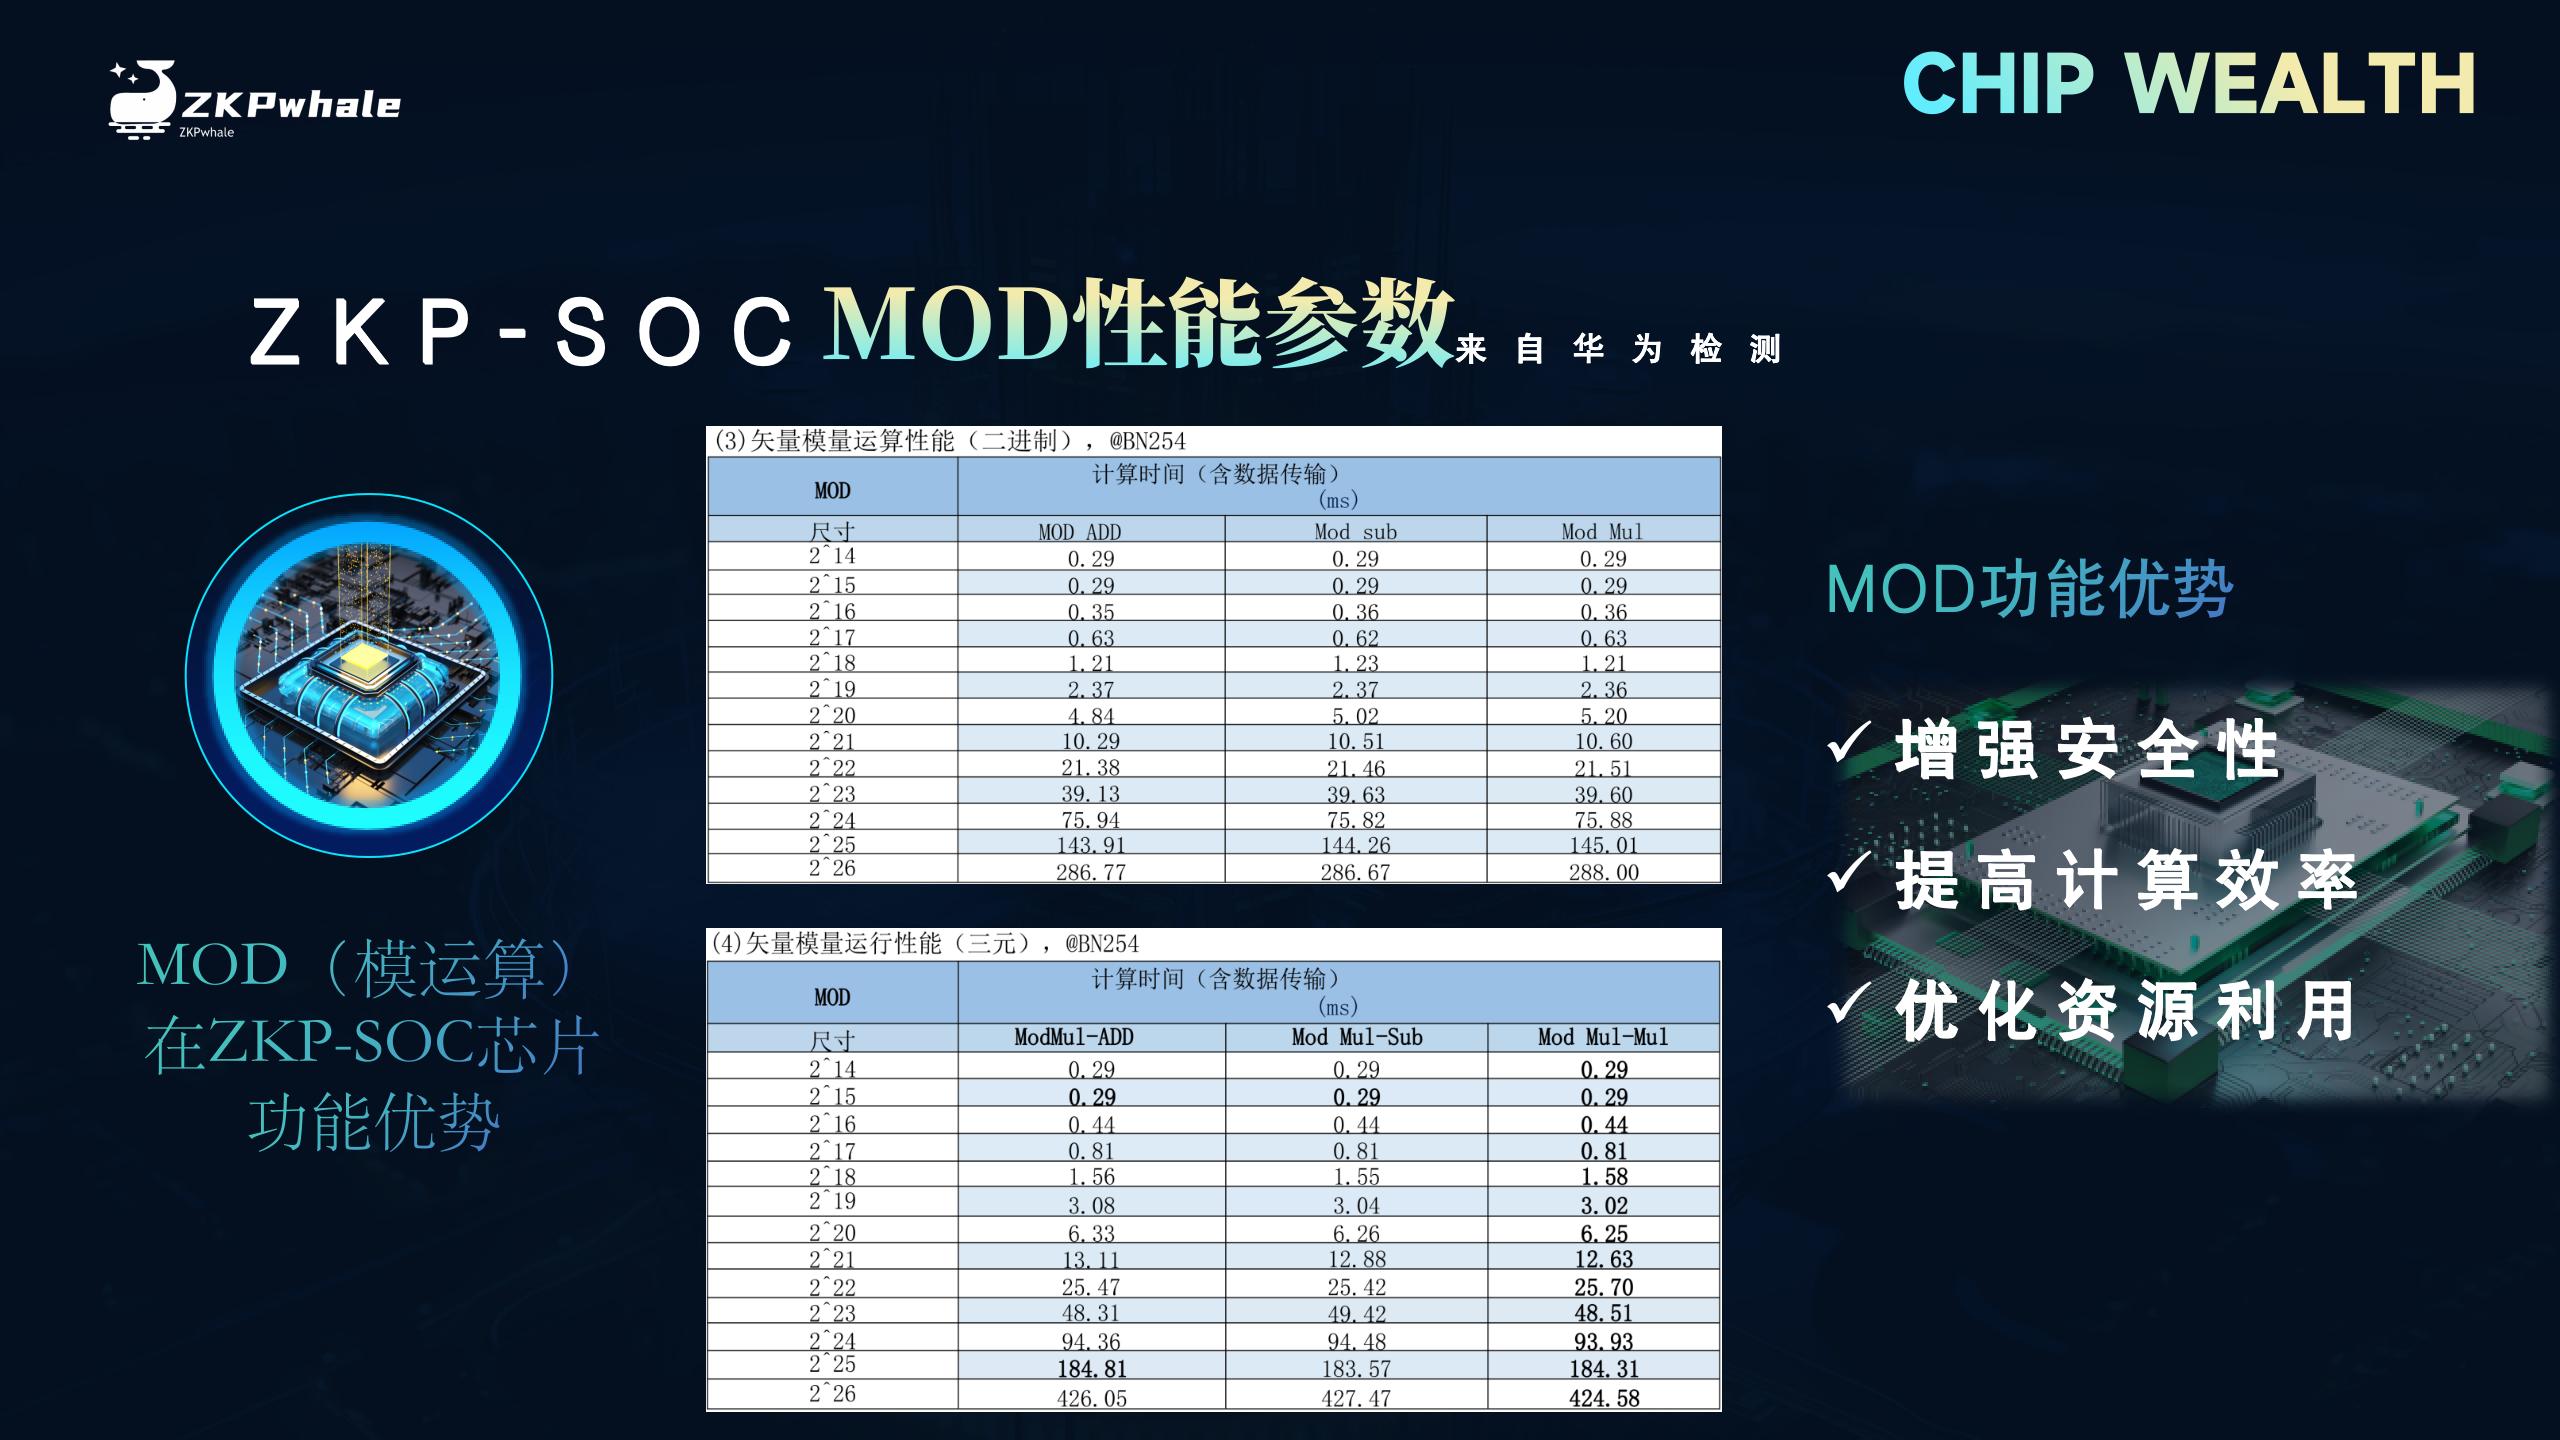 ZKPwhale
ZKPwhale
CHIP WEALTH
ZKP-SOC MOD性能参数来自华为检测
(3)矢量模量运算性能（二进制），@BN254
MOD 计算时间（含数据传输）
(ms)
尺寸 MOD ADD Mod sub Mod Mul
2^14 0.29 0.29 0.29
2^15 0.29 0.29 0.29
2^16 0.35 0.36 0.36
2^17 0.63 0.62 0.63
2^18 1.21 1.23 1.21
2^19 2.37 2.37 2.36
2^20 4.84 5.02 5.20
2^21 10.29 10.51 10.60
2^22 21.38 21.46 21.51
2^23 39.13 39.63 39.60
2^24 75.94 75.82 75.88
2^25 143.91 144.26 145.01
2^26 286.77 286.67 288.00
(4)矢量模量运行性能（三元），@BN254
MOD 计算时间（含数据传输）
(ms)
尺寸 ModMul-ADD Mod Mul-Sub Mod Mul-Mul
2^14 0.29 0.29 0.29
2^15 0.29 0.29 0.29
2^16 0.44 0.44 0.44
2^17 0.81 0.81 0.81
2^18 1.56 1.55 1.58
2^19 3.08 3.04 3.02
2^20 6.33 6.26 6.25
2^21 13.11 12.88 12.63
2^22 25.47 25.42 25.70
2^23 48.31 49.42 48.51
2^24 94.36 94.48 93.93
2^25 184.81 183.57 184.31
2^26 426.05 427.47 424.58
MOD（模运算）
在ZKP-SOC芯片
功能优势
MOD功能优势
✓ 增强安全性
✓ 提高计算效率
✓ 优化资源利用